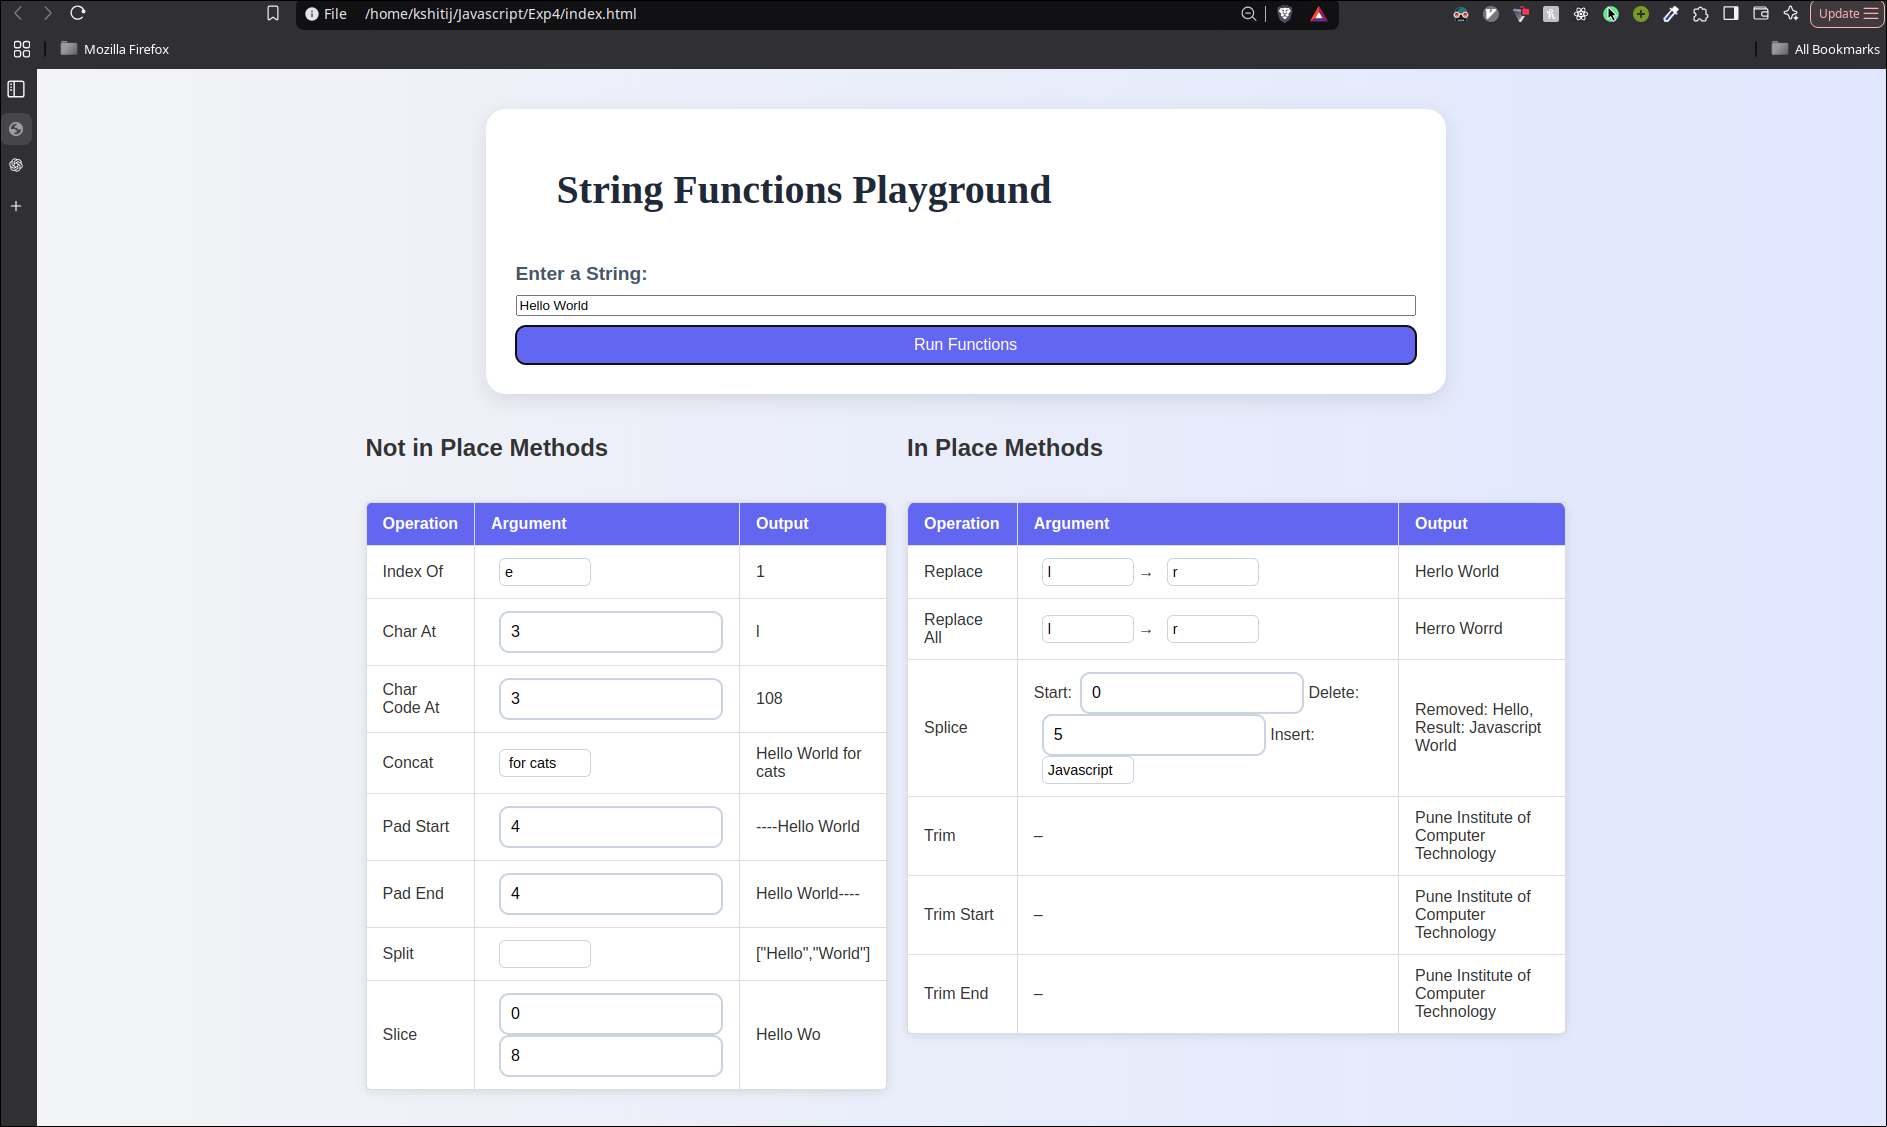 File /home/kshitij/Javascript/Exp4/index.html
Update
Mozilla Firefox
All Bookmarks
String Functions Playground
Enter a String:
Hello World
Run Functions
Not in Place Methods
Operation Argument Output
Index Of e 1
Char At 3 l
Char
Code At 3 108
Concat for cats Hello World for
cats
Pad Start 4 ----Hello World
Pad End 4 Hello World----
Split ["Hello","World"]
Slice 0
8 Hello Wo
In Place Methods
Operation Argument Output
Replace l → r Herlo World
Replace
All l → r Herro Worrd
Splice Start: 0 Delete:
5 Insert:
Javascript
Removed: Hello,
Result: Javascript
World
Trim – Pune Institute of
Computer
Technology
Trim Start – Pune Institute of
Computer
Technology
Trim End – Pune Institute of
Computer
Technology